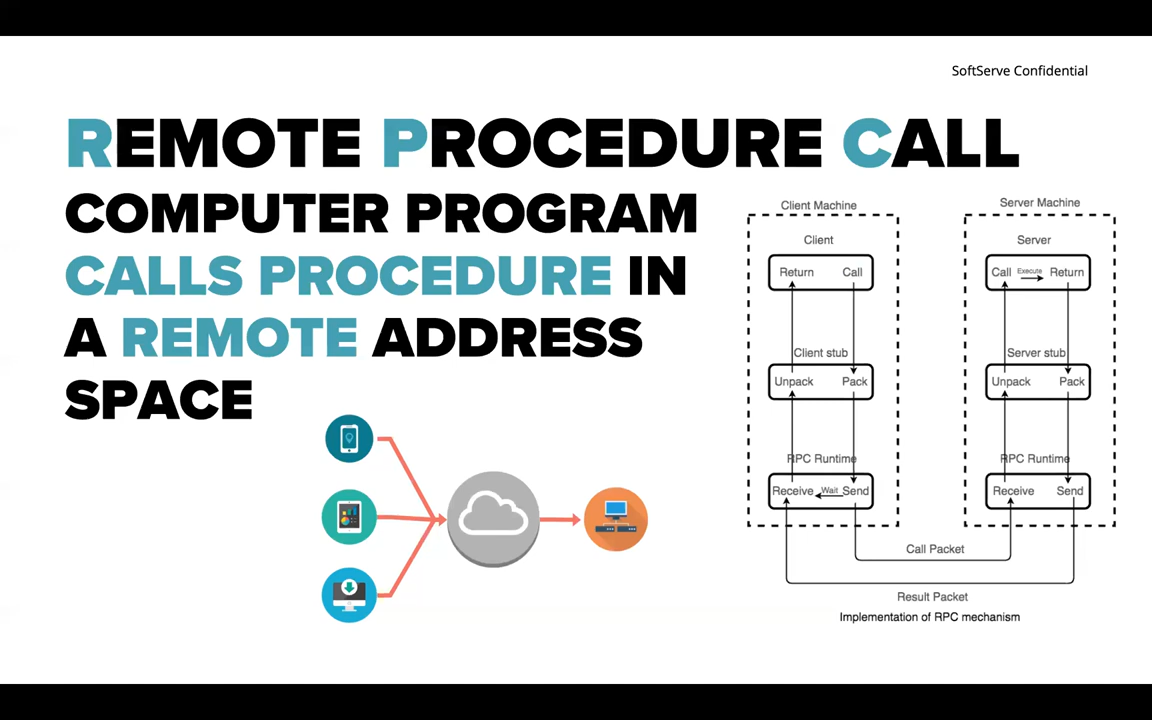 SoftServe Confidential
REMOTE PROCEDURE CALL
COMPUTER PROGRAM
CALLS PROCEDURE IN
A REMOTE ADDRESS
SPACE
Client Machine
Client
Return Call
Client stub
Unpack Pack
RPC Runtime
Receive Wait Send
Server Machine
Server
Call Execute Return
Server stub
Unpack Pack
RPC Runtime
Receive Send
Call Packet
Result Packet
Implementation of RPC mechanism